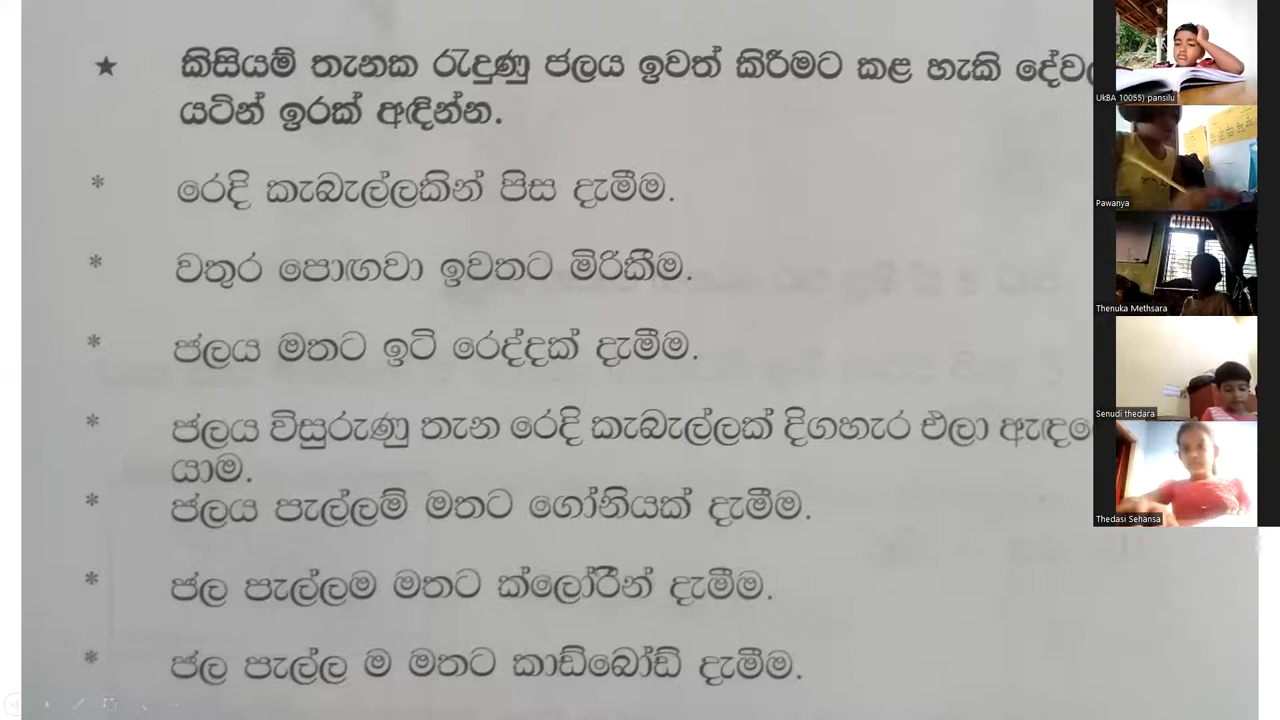 ★ කිසියම් තැනක රැදුණු ජලය ඉවත් කිරීමට කළ හැකි
යටින් ඉරක් අඳින්න.
* රෙදි කැබැල්ලකින් පිස දැමීම.
* වතුර පොඟවා ඉවතට මිරිකීම.
* ජලය මතට ඉටි රෙද්දක් දැමීම.
* ජලය විසුරුණු තැන රෙදි කැබැල්ලක් දිගහැර එලා
යාම.
* ජලය පැල්ලම් මතට ගෝනියක් දැමීම.
* ජල පැල්ලම මතට ක්ලෝරීන් දැමීම.
* ජල පැල්ල ම මතට කාඩ්බෝඩ් දැමීම.
UkBA 10055) pansilu
Pawanya
Thenuka Methsara
Senudi thedara
Thedasi Sehansa